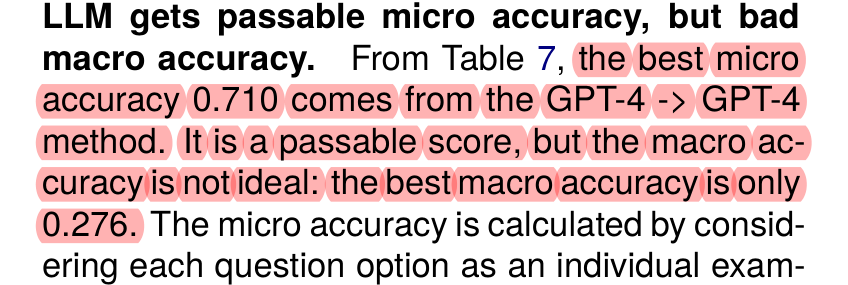 LLM gets passable micro accuracy, but bad
macro accuracy. From Table 7, the best micro
accuracy 0.710 comes from the GPT-4 -> GPT-4
method. It is a passable score, but the macro ac-
curacy is not ideal: the best macro accuracy is only
0.276. The micro accuracy is calculated by consid-
ering each question option as an individual exam-